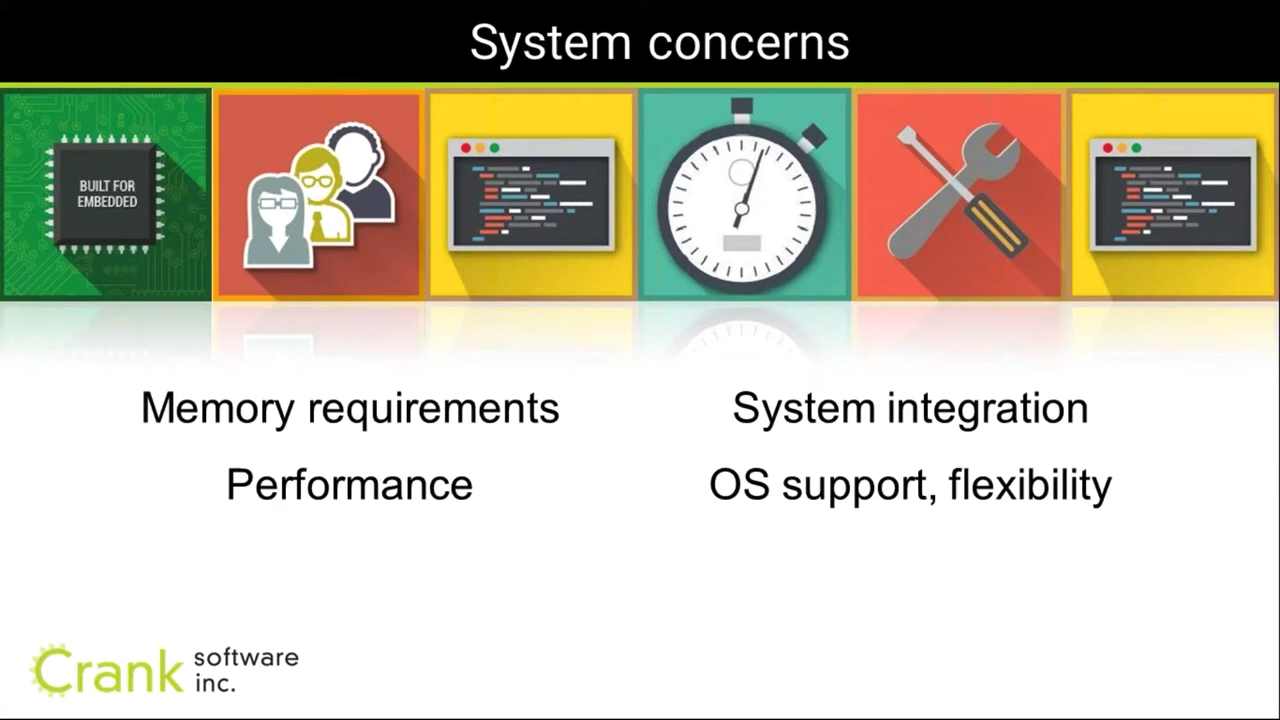 System concerns
BUILT FOR
EMBEDDED
Memory requirements
Performance
System integration
OS support, flexibility
Crank software
inc.